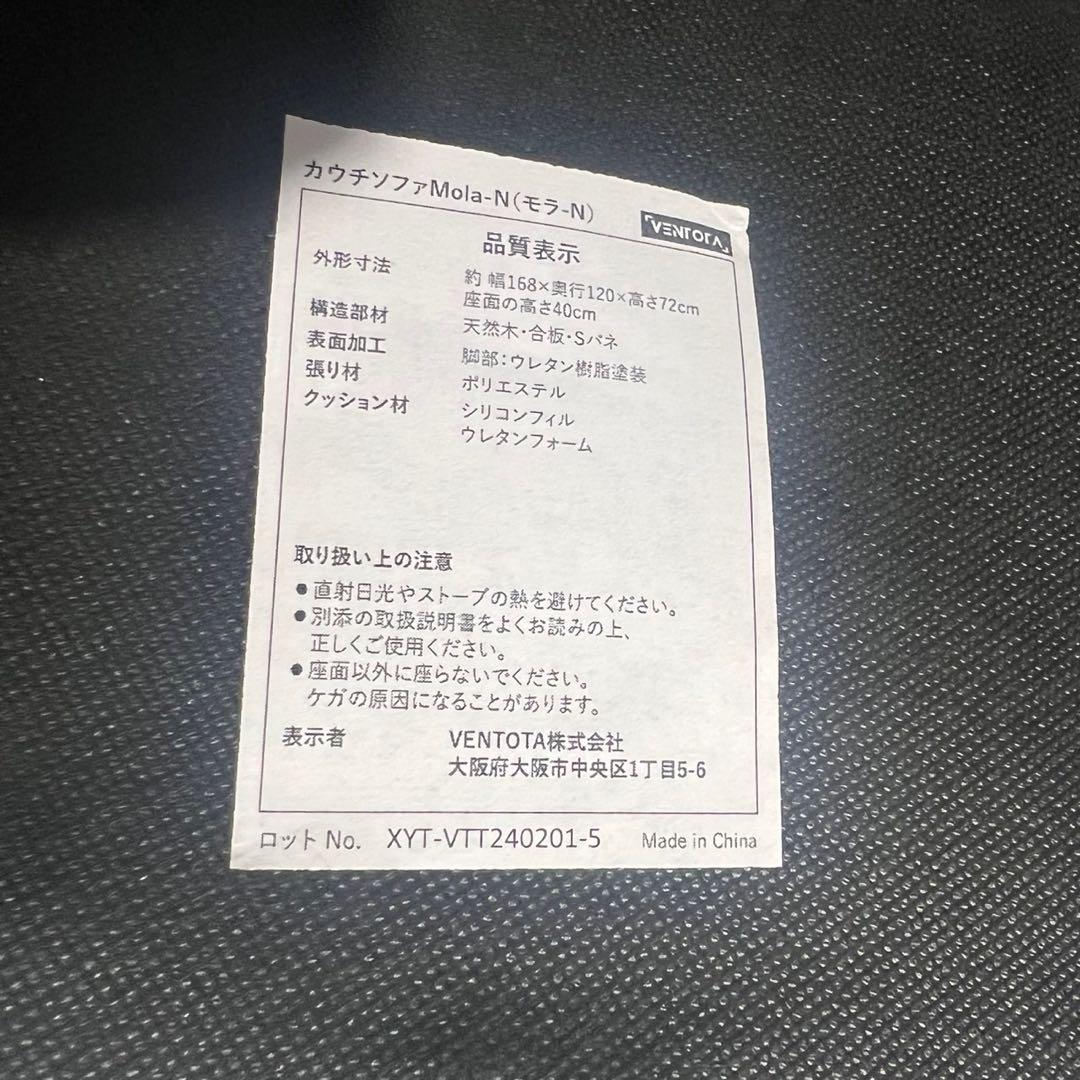 カウチソファMola-N（モラ-N）
VENTOTA
品質表示
外形寸法 約 幅168×奥行120×高さ72cm
座面の高さ40cm
構造部材 天然木・合板・Sバネ
表面加工 脚部：ウレタン樹脂塗装
張り材 ポリエステル
クッション材 シリコンフィル
ウレタンフォーム
取り扱い上の注意
●直射日光やストーブの熱を避けてください。
●別添の取扱説明書をよくお読みの上、
正しくご使用ください。
●座面以外に座らないでください。
ケガの原因になることがあります。
表示者 VENTOTA株式会社
大阪府大阪市中央区1丁目5-6
ロット No. XYT-VTT240201-5 Made in China